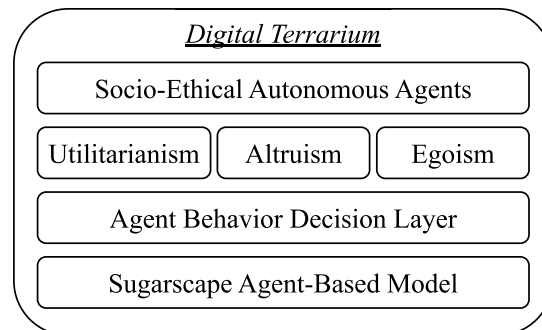 Digital Terrarium
Socio-Ethical Autonomous Agents
Utilitarianism Altruism Egoism
Agent Behavior Decision Layer
Sugarscape Agent-Based Model